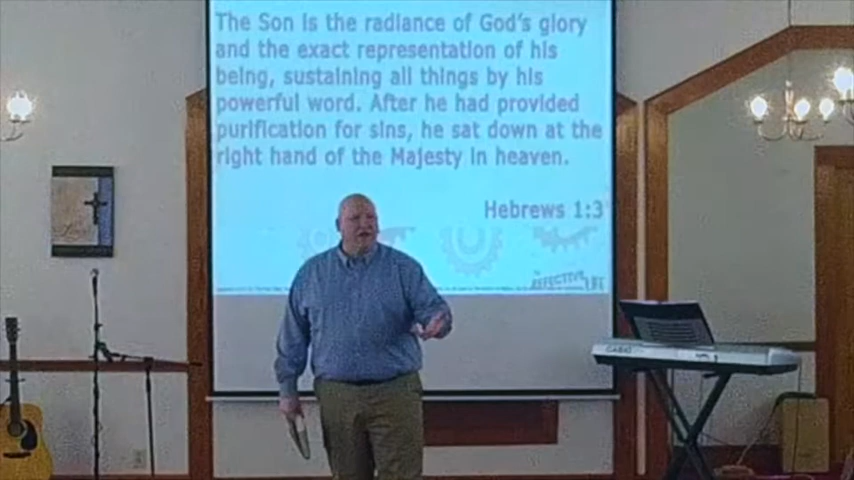 The Son is the radiance of God's glory
and the exact representation of his
being, sustaining all things by his
powerful word. After he had provided
purification for sins, he sat down at the
right hand of the Majesty in heaven.
Hebrews 1:3
EFFECTIVE LIFE
CASIO